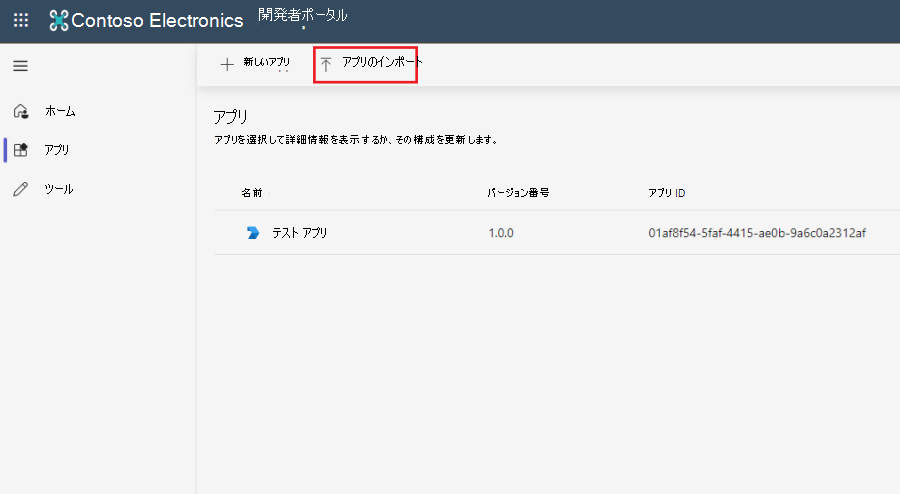 Contoso Electronics 開発者ポータル
新しいアプリ アプリのインポート
ホーム
アプリ
ツール
アプリ
アプリを選択して詳細情報を表示するか、その構成を更新します。
名前 バージョン番号 アプリ ID
テスト アプリ 1.0.0 01af8f54-5faf-4415-ae0b-9a6c0a2312af